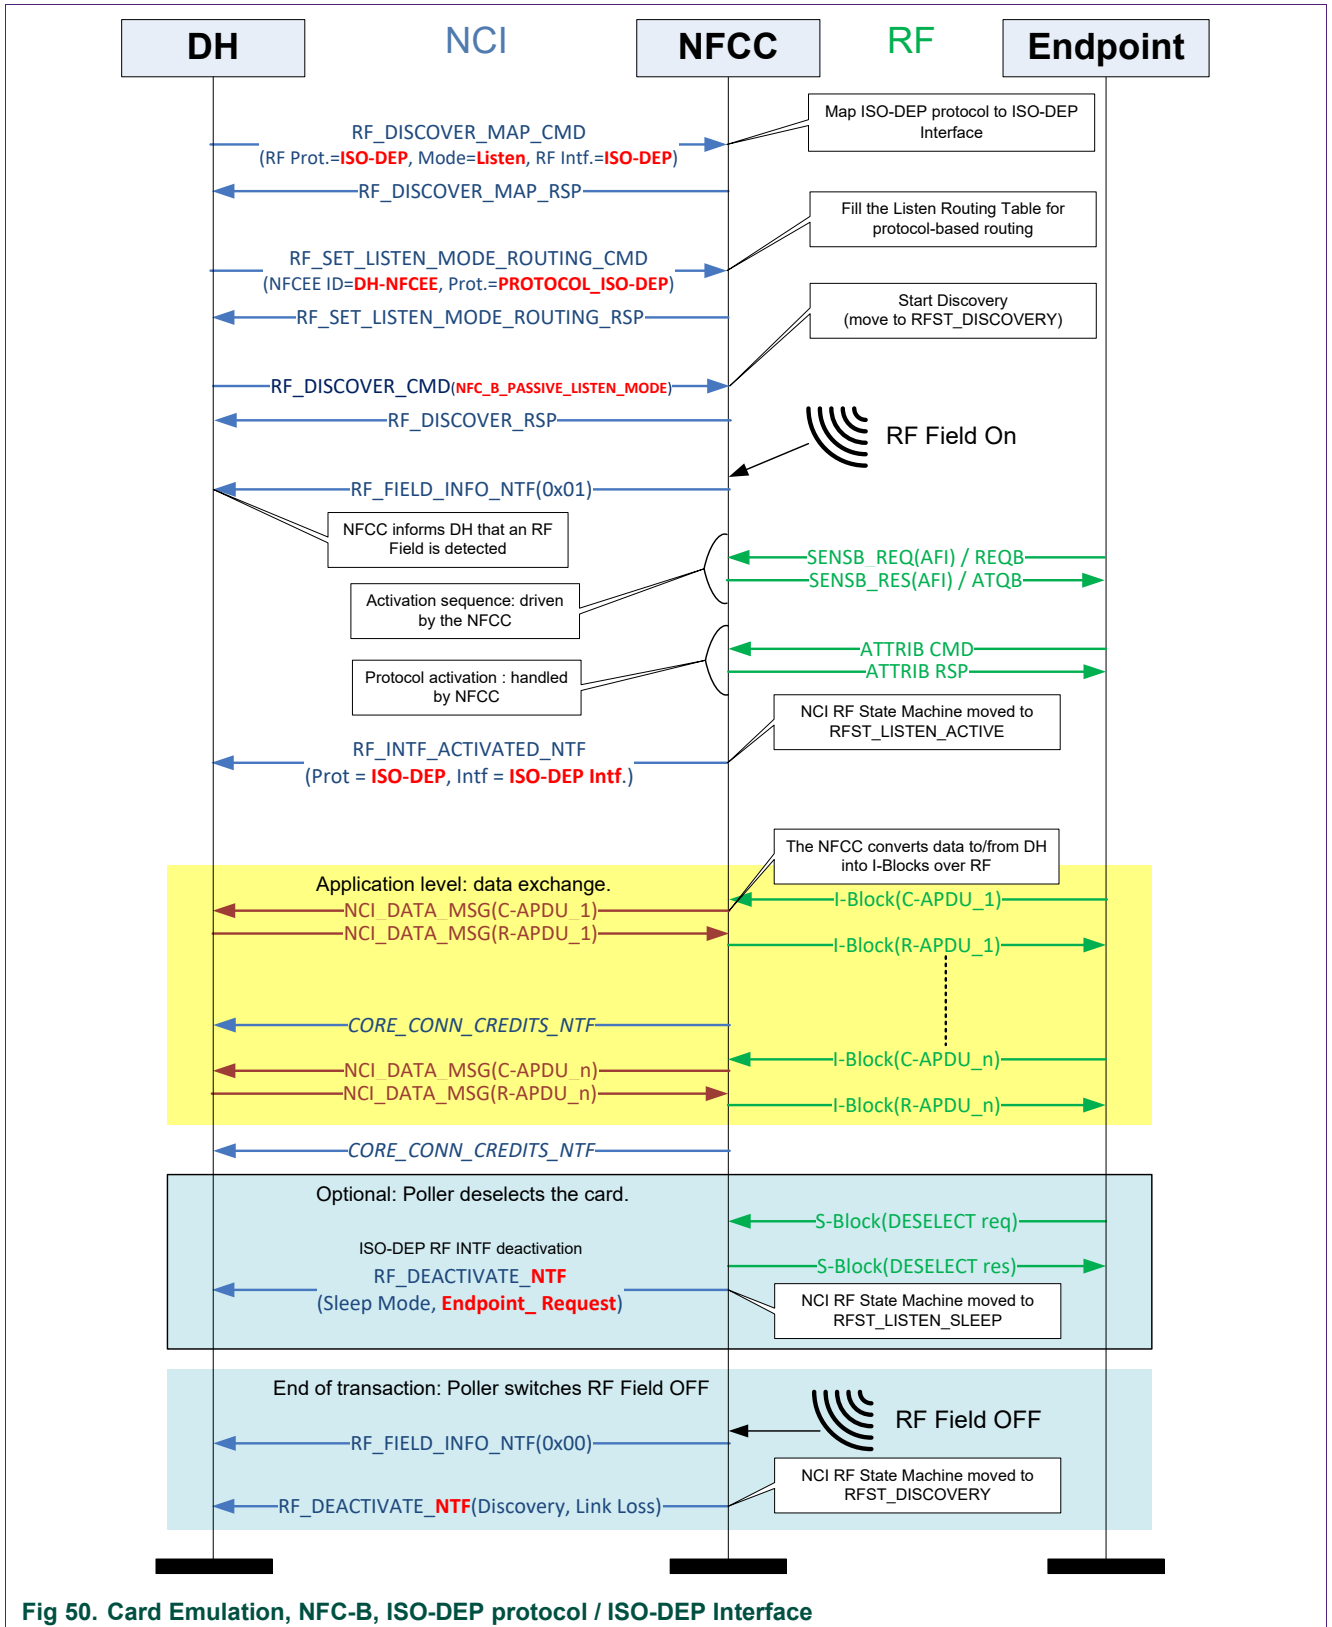 DH
NCI
NFCC
RF
Endpoint
Map ISO-DEP protocol to ISO-DEP
Interface
RF_DISCOVER_MAP_CMD
(RF Prot.=ISO-DEP, Mode=Listen, RF Intf.=ISO-DEP)
RF_DISCOVER_MAP_RSP
Fill the Listen Routing Table for
protocol-based routing
RF_SET_LISTEN_MODE_ROUTING_CMD
(NFCEE ID=DH-NFCEE, Prot.=PROTOCOL_ISO-DEP)
RF_SET_LISTEN_MODE_ROUTING_RSP
Start Discovery
(move to RFST_DISCOVERY)
RF_DISCOVER_CMD(NFC_B_PASSIVE_LISTEN_MODE)
RF_DISCOVER_RSP
RF Field On
RF_FIELD_INFO_NTF(0x01)
NFCC informs DH that an RF
Field is detected
SENSB_REQ(AFI) / REQB
SENSB_RES(AFI) / ATQB
Activation sequence: driven
by the NFCC
ATTRIB CMD
ATTRIB RSP
Protocol activation : handled
by NFCC
NCI RF State Machine moved to
RFST_LISTEN_ACTIVE
RF_INTF_ACTIVATED_NTF
(Prot = ISO-DEP, Intf = ISO-DEP Intf.)
The NFCC converts data to/from DH
into I-Blocks over RF
Application level: data exchange.
I-Block(C-APDU_1)
NCI_DATA_MSG(C-APDU_1)
NCI_DATA_MSG(R-APDU_1)
I-Block(R-APDU_1)
CORE_CONN_CREDITS_NTF
I-Block(C-APDU_n)
NCI_DATA_MSG(C-APDU_n)
NCI_DATA_MSG(R-APDU_n)
I-Block(R-APDU_n)
CORE_CONN_CREDITS_NTF
Optional: Poller deselects the card.
S-Block(DESELECT req)
ISO-DEP RF INTF deactivation
S-Block(DESELECT res)
RF_DEACTIVATE_NTF
(Sleep Mode, Endpoint_ Request)
NCI RF State Machine moved to
RFST_LISTEN_SLEEP
End of transaction: Poller switches RF Field OFF
RF Field OFF
RF_FIELD_INFO_NTF(0x00)
NCI RF State Machine moved to
RFST_DISCOVERY
RF_DEACTIVATE_NTF(Discovery, Link Loss)
Fig 50. Card Emulation, NFC-B, ISO-DEP protocol / ISO-DEP Interface